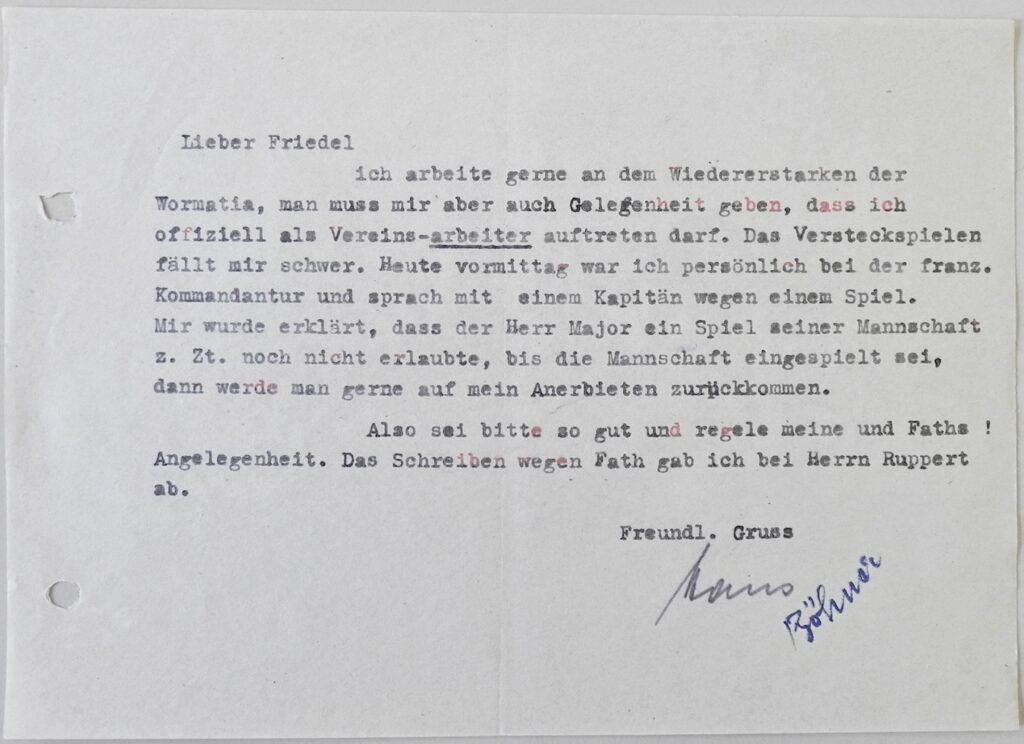 Lieber Friedel
ich arbeite gerne an dem Wiedererstarken der
Wormatia, man muss mir aber auch Gelegenheit geben, dass ich
offiziell als Vereins-arbeiter auftreten darf. Das Versteckspielen
fällt mir schwer. Heute vormittag war ich persönlich bei der franz.
Kommandantur und sprach mit einem Kapitän wegen einem Spiel.
Mir wurde erklärt, dass der Herr Major ein Spiel seiner Mannschaft
z. Zt. noch nicht erlaubte, bis die Mannschaft eingespielt sei,
dann werde man gerne auf mein Anerbieten zurückkommen.
Also sei bitte so gut und regele meine und Faths !
Angelegenheit. Das Schreiben wegen Fath gab ich bei Herrn Ruppert
ab.
Freundl. Gruss
Hans